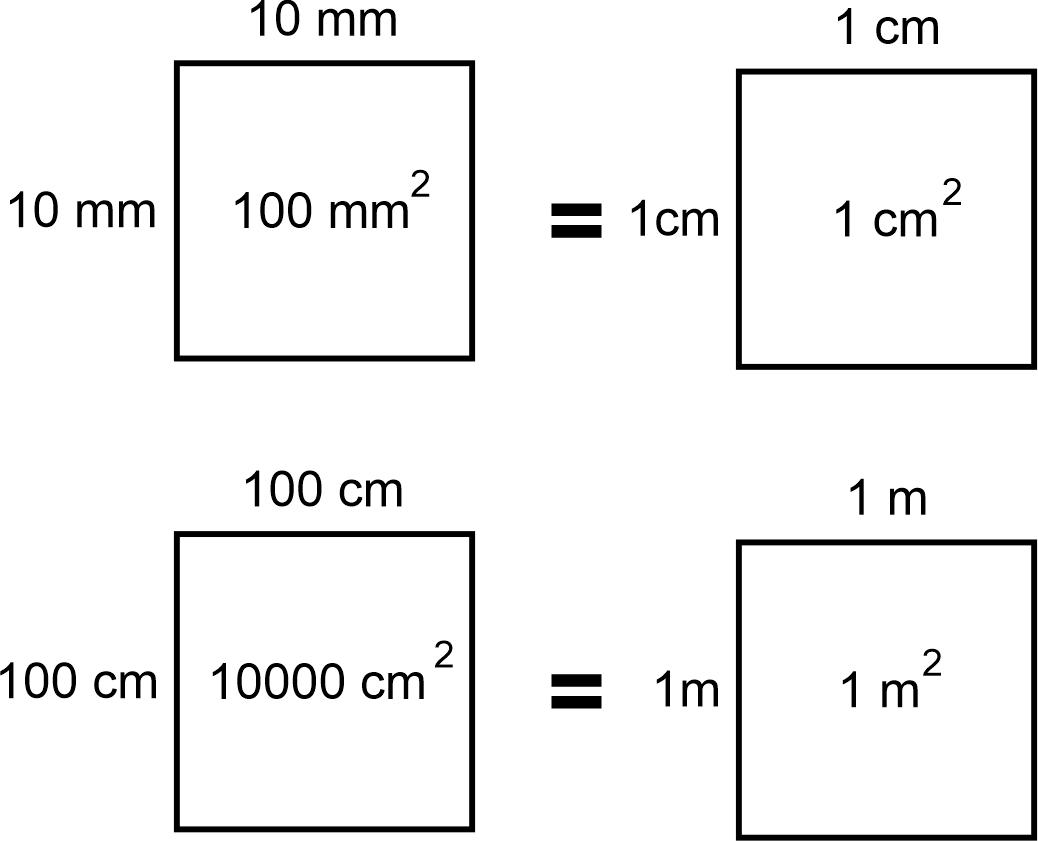 10 mm
1 cm
10 mm
100 mm²
=
1cm
1 cm²
100 cm
1 m
100 cm
10000 cm²
=
1m
1 m²